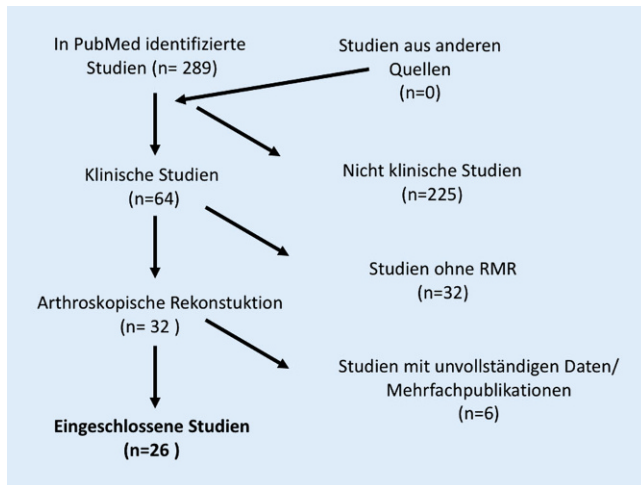 In PubMed identifizierte
Studien (n= 289)
Studien aus anderen
Quellen
(n=0)
Klinische Studien
(n=64)
Nicht klinische Studien
(n=225)
Studien ohne RMR
(n=32)
Arthroskopische Rekonstuktion
(n= 32 )
Studien mit unvollständigen Daten/
Mehrfachpublikationen
(n=6)
Eingeschlossene Studien
(n=26 )